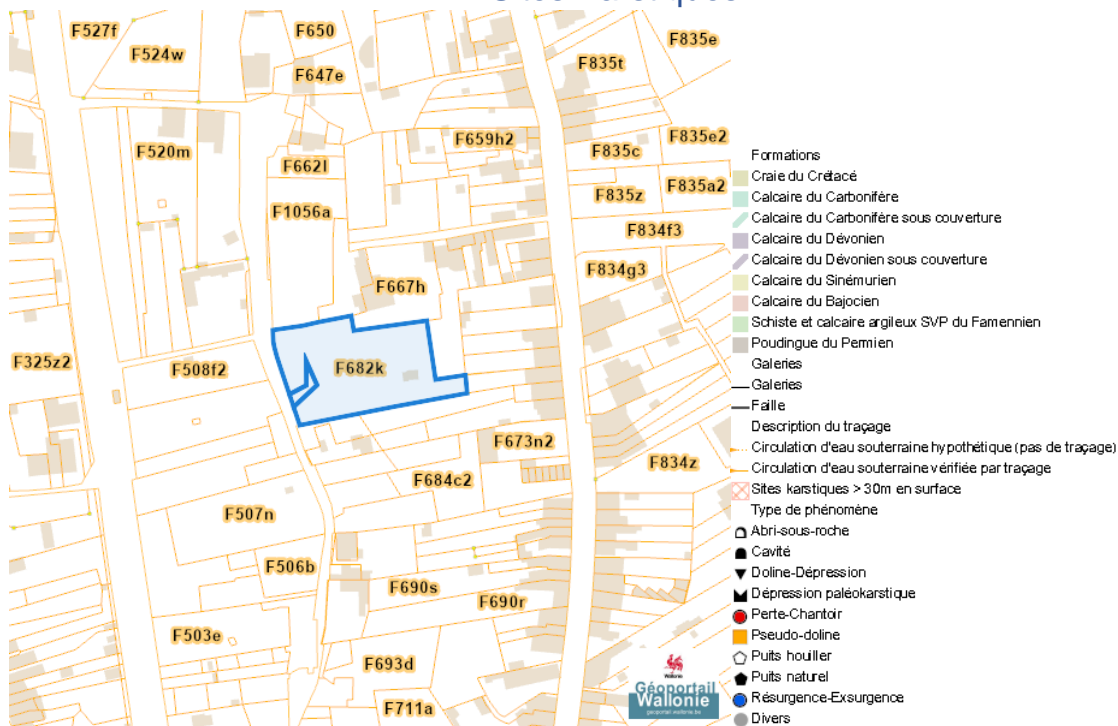 F527f
F524w
F650
F647e
F835e
F835t
F520m
F662l
F659h2
F835c
F835e2
F1056a
F835z
F835a2
F834f3
F667h
F834g3
F325z2
F508f2
F682k
F673n2
F684c2
F834z
F507n
F506b
F690s
F690r
F503e
F693d
F711a
Wallonie
Géoportail
Wallonie
geoportail.wallonie.be
Formations
Craie du Crétacé
Calcaire du Carbonifère
Calcaire du Carbonifère sous couverture
Calcaire du Dévonien
Calcaire du Dévonien sous couverture
Calcaire du Sinémurien
Calcaire du Bajocien
Schiste et calcaire argileux SVP du Famennien
Poudingue du Permien
Galeries
Galeries
Faille
Description du traçage
Circulation d'eau souterraine hypothétique (pas de traçage)
Circulation d'eau souterraine vérifiée par traçage
Sites karstiques > 30m en surface
Type de phénomène
Abri-sous-roche
Cavité
Doline-Dépression
Dépression paléokarstique
Perte-Chantoir
Pseudo-doline
Puits houiller
Puits naturel
Résurgence-Exsurgence
Divers